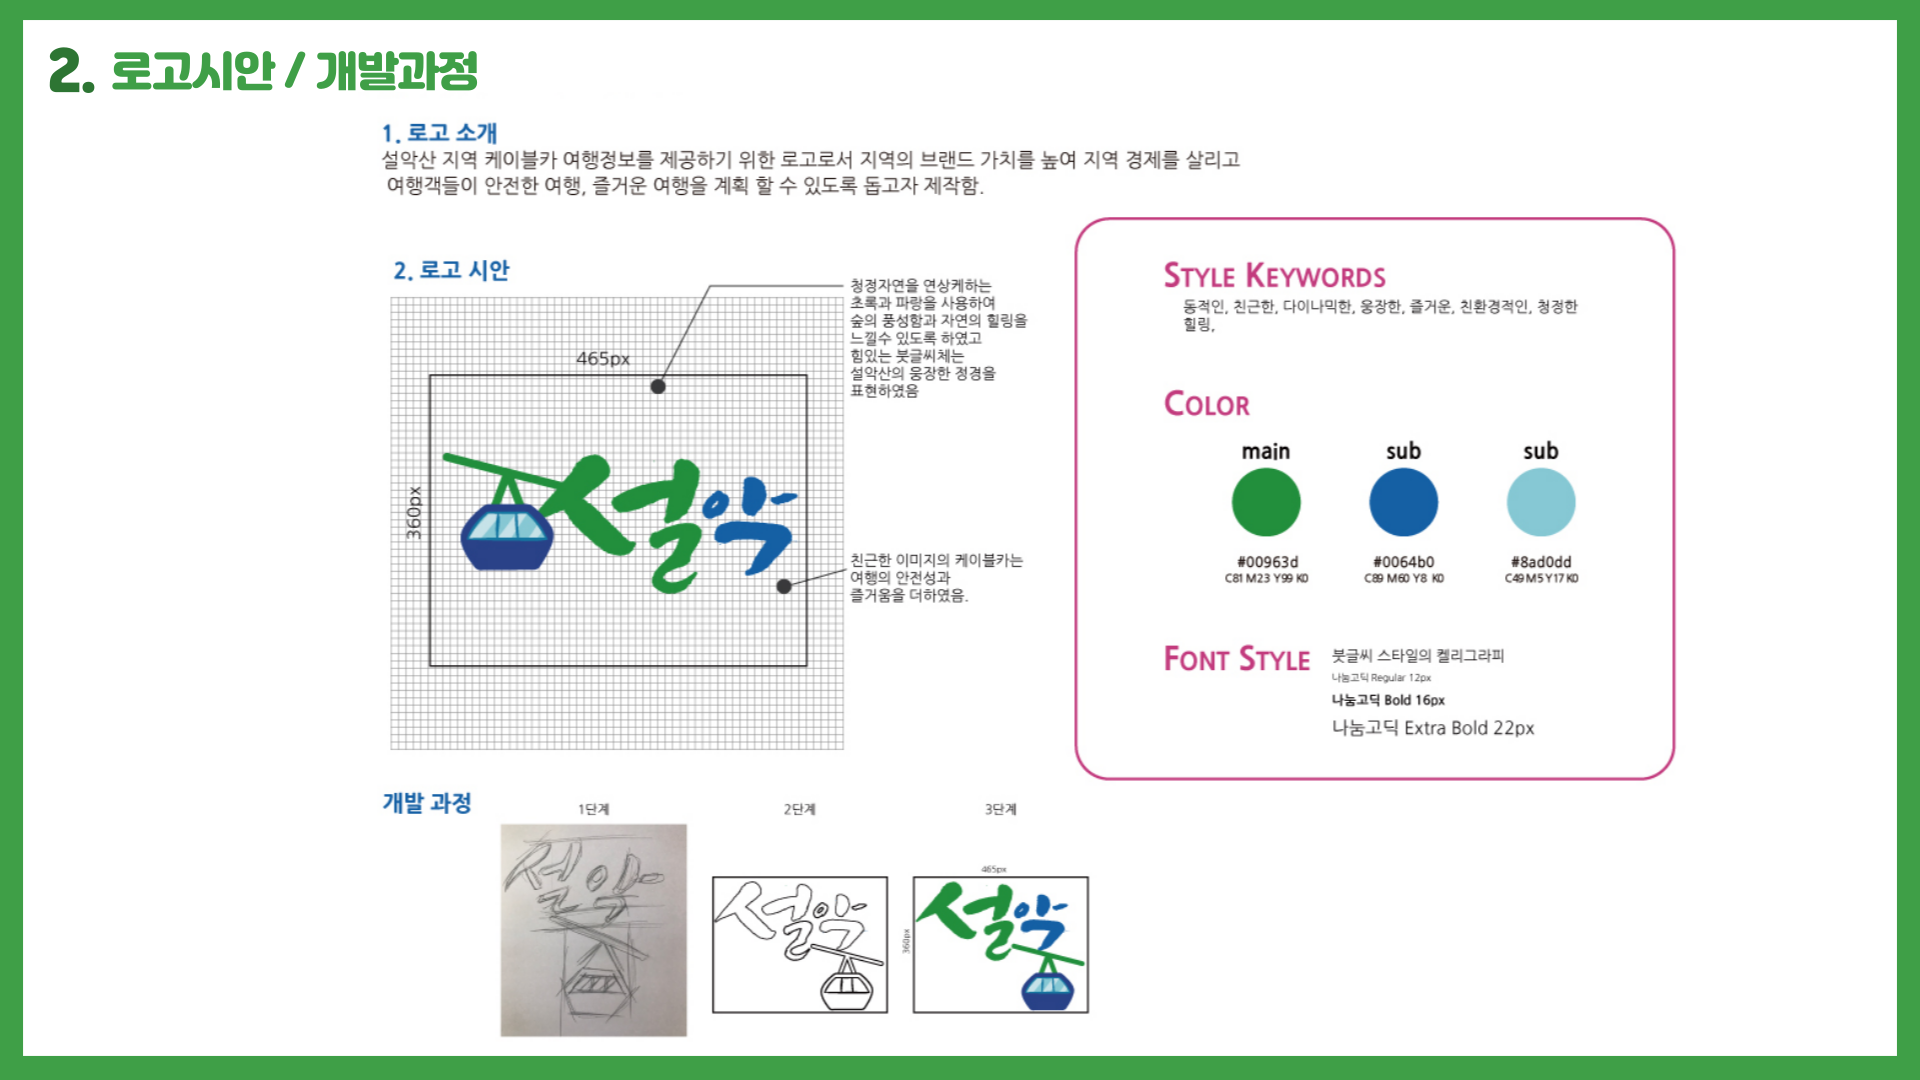 2. 로고시안 / 개발과정
1. 로고 소개
설악산 지역 케이블카 여행정보를 제공하기 위한 로고로서 지역의 브랜드 가치를 높여 지역 경제를 살리고
여행객들이 안전한 여행, 즐거운 여행을 계획 할 수 있도록 돕고자 제작함.
2. 로고 시안
청정자연을 연상케하는
초록과 파랑을 사용하여
숲의 풍성함과 자연의 힐링을
느낄수 있도록 하였고
힘있는 붓글씨체는
설악산의 웅장한 정경을
표현하였음
465px
360px
설악
친근한 이미지의 케이블카는
여행의 안전성과
즐거움을 더하였음.
STYLE KEYWORDS
동적인, 친근한, 다이나믹한, 웅장한, 즐거운, 친환경적인, 청정한
힐링,
COLOR
main sub sub
#00963d #0064b0 #8ad0dd
C81 M23 Y99 K0 C89 M60 Y8 K0 C49 M5 Y17 K0
FONT STYLE
붓글씨 스타일의 켈리그라피
나눔고딕 Regular 12px
나눔고딕 Bold 16px
나눔고딕 Extra Bold 22px
개발 과정
1단계 2단계 3단계
465px
360px
설악 설악 설악